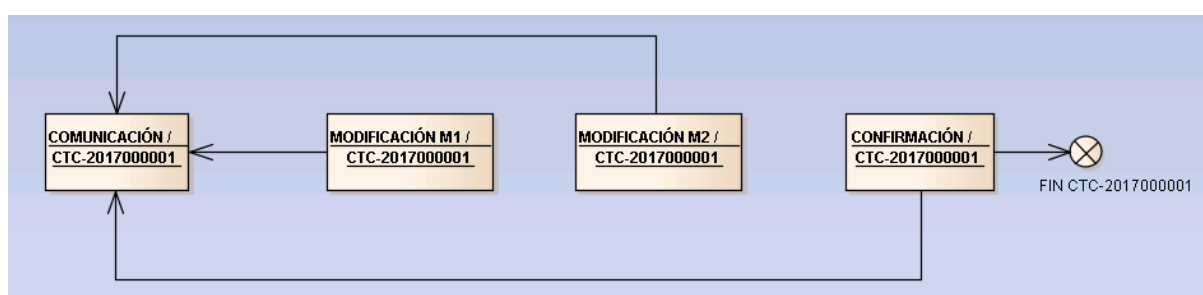 COMUNICACIÓN /
CTC-2017000001
MODIFICACIÓN M1 /
CTC-2017000001
MODIFICACIÓN M2 /
CTC-2017000001
CONFIRMACIÓN /
CTC-2017000001
FIN CTC-2017000001